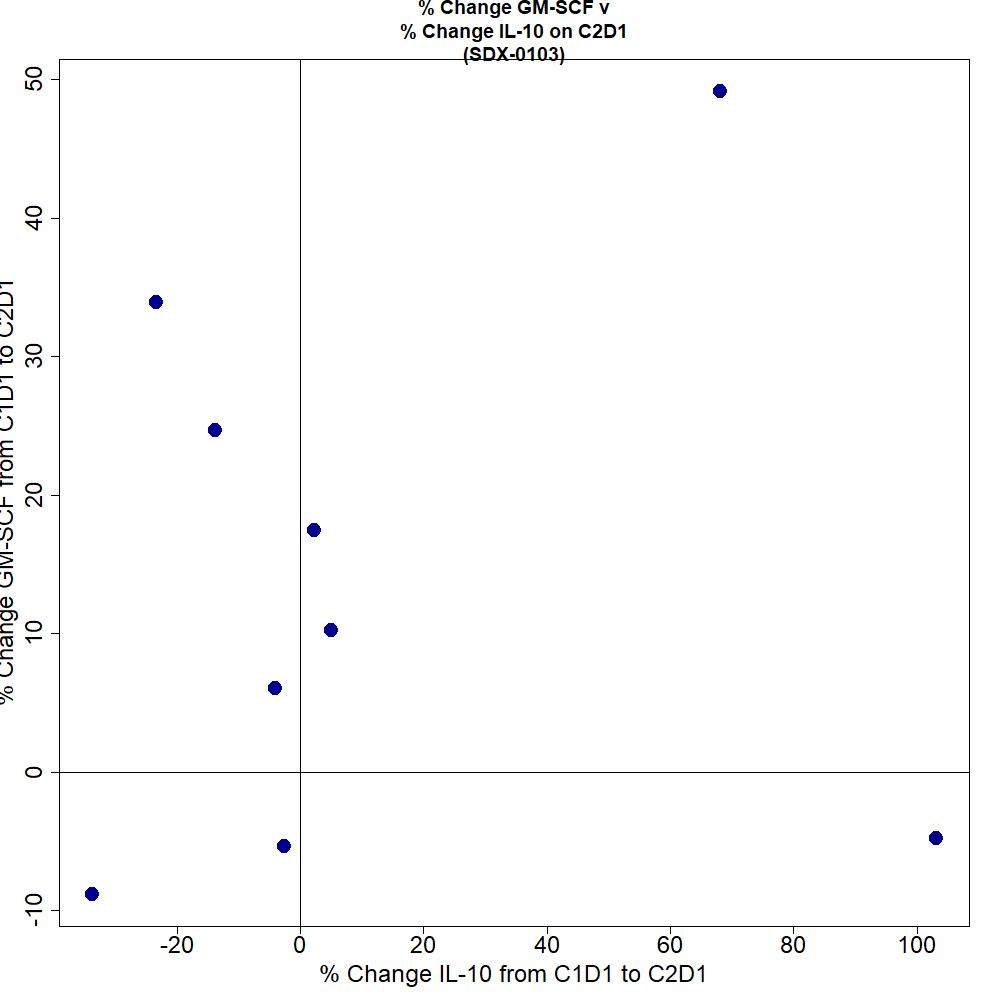 % Change GM-SCF v
% Change IL-10 on C2D1
(SDX-0103)
% Change GM-SCF from C1D1 to C2D1
50
40
30
20
10
0
-10
-20
0
20
40
60
80
100
% Change IL-10 from C1D1 to C2D1